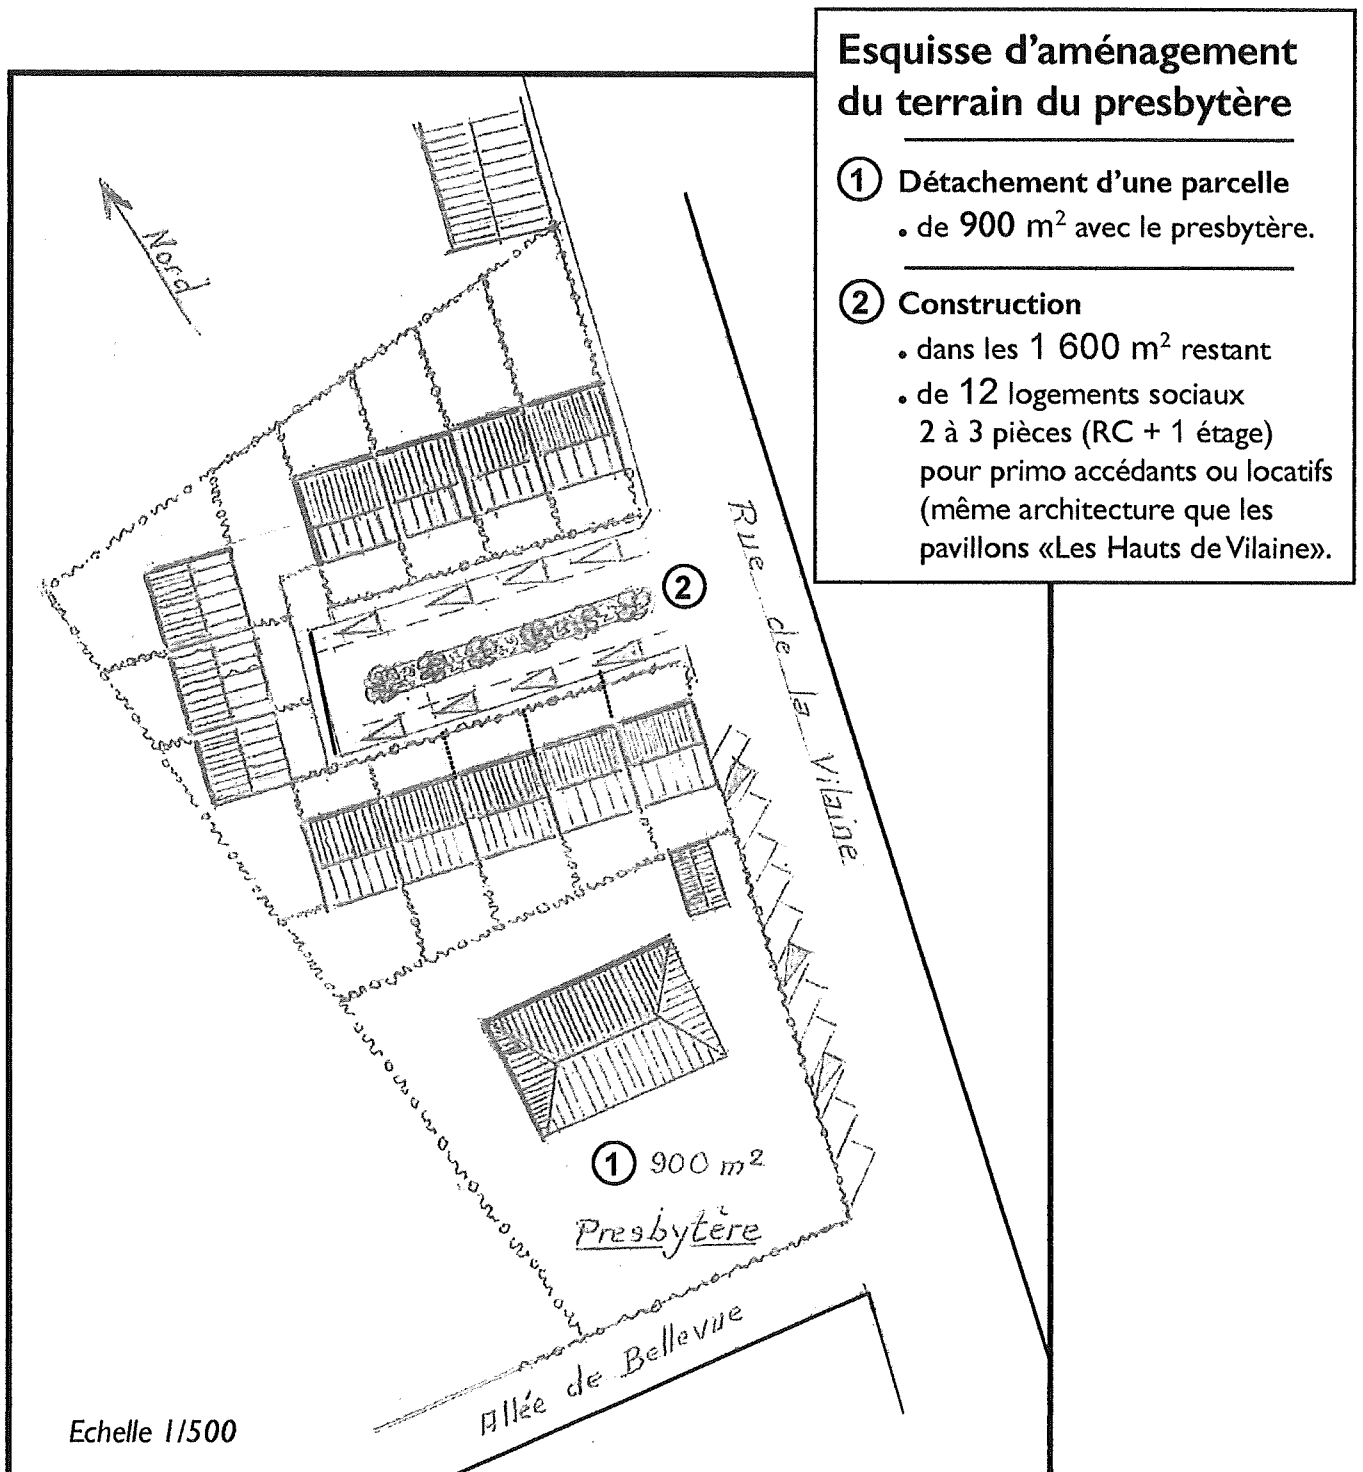 Esquisse d'aménagement
du terrain du presbytère
① Détachement d'une parcelle
. de 900 m² avec le presbytère.
② Construction
. dans les 1 600 m² restant
. de 12 logements sociaux
2 à 3 pièces (RC + 1 étage)
pour primo accédants ou locatifs
(même architecture que les
pavillons «Les Hauts de Vilaine».
Nord
Rue de la Vilaine
②
① 900 m²
Presbytère
Allée de Bellevue
Echelle 1/500